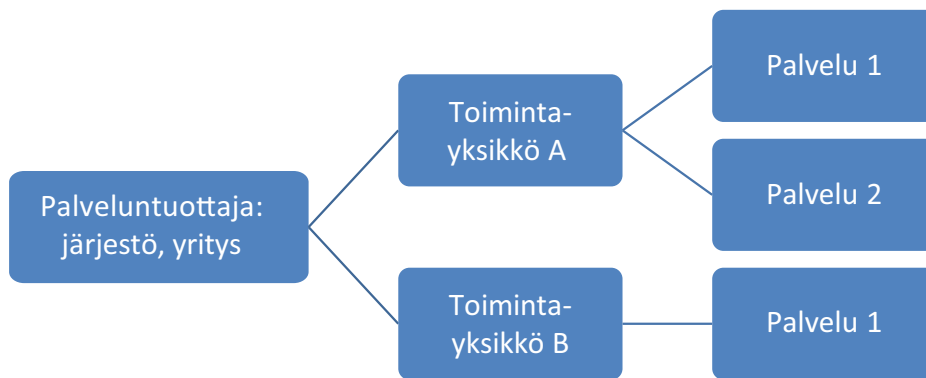 Palveluntuottaja:
järjestö, yritys
Toiminta-
yksikkö A
Toiminta-
yksikkö B
Palvelu 1
Palvelu 2
Palvelu 1